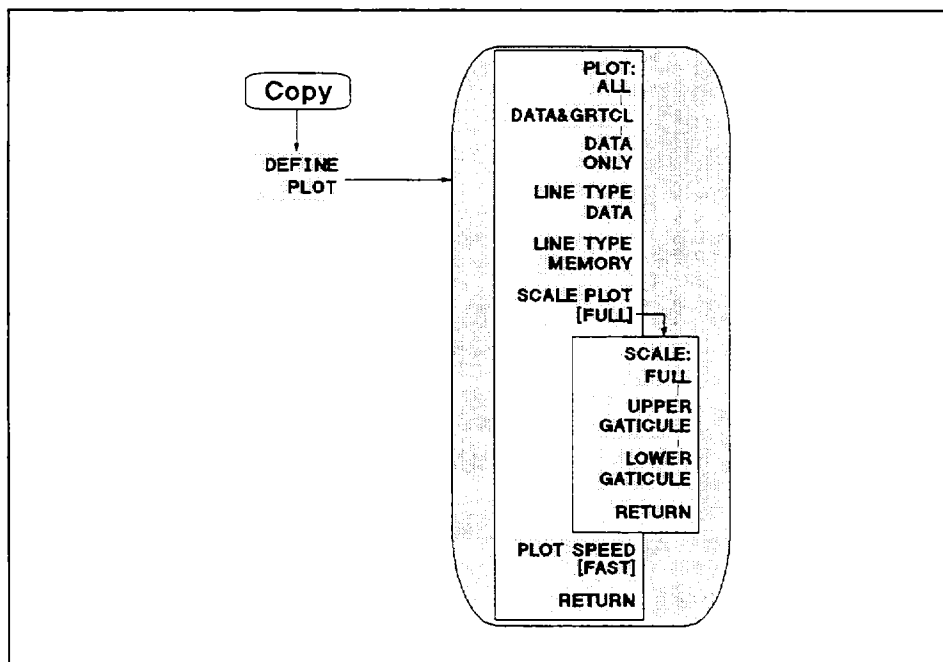 Copy
DEFINE
PLOT
PLOT:
ALL
DATA&GRTCL
DATA
ONLY
LINE TYPE
DATA
LINE TYPE
MEMORY
SCALE PLOT
[FULL]
SCALE:
FULL
UPPER
GATICULE
LOWER
GATICULE
RETURN
PLOT SPEED
[FAST]
RETURN